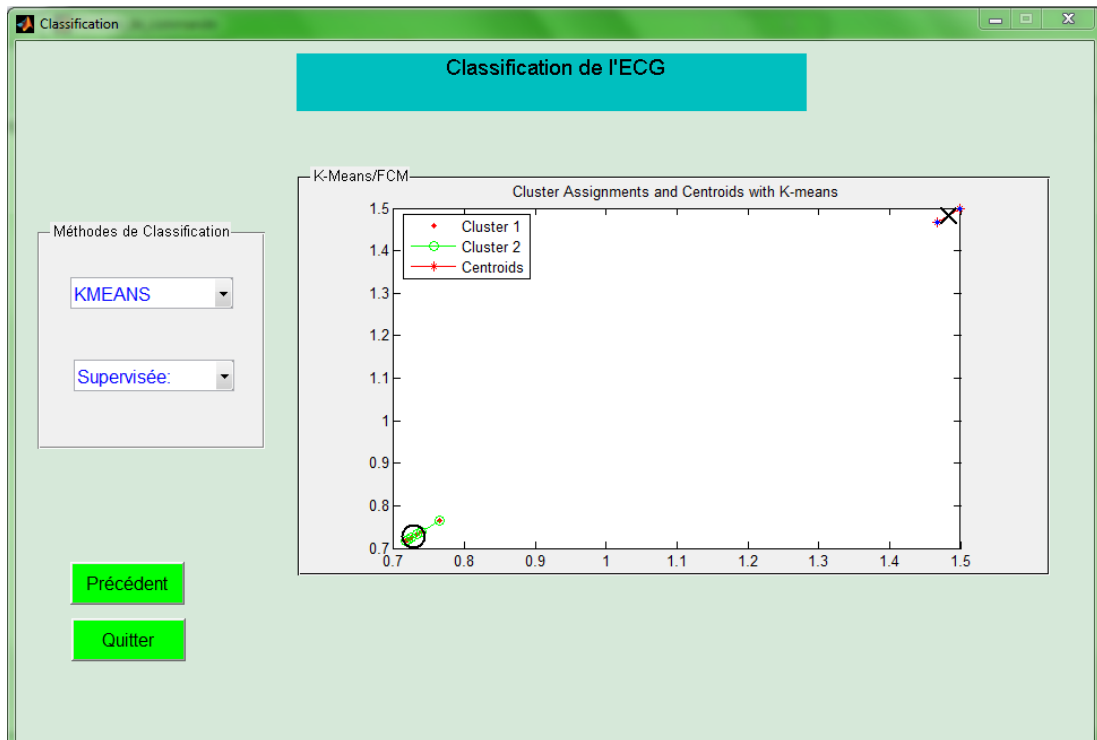 Classification
Classification de l'ECG
Méthodes de Classification
KMEANS
Supervisée:
Précédent
Quitter
K-Means/FCM
Cluster Assignments and Centroids with K-means
Cluster 1
Cluster 2
Centroids
1.5
1.4
1.3
1.2
1.1
1
0.9
0.8
0.7
0.7 0.8 0.9 1 1.1 1.2 1.3 1.4 1.5